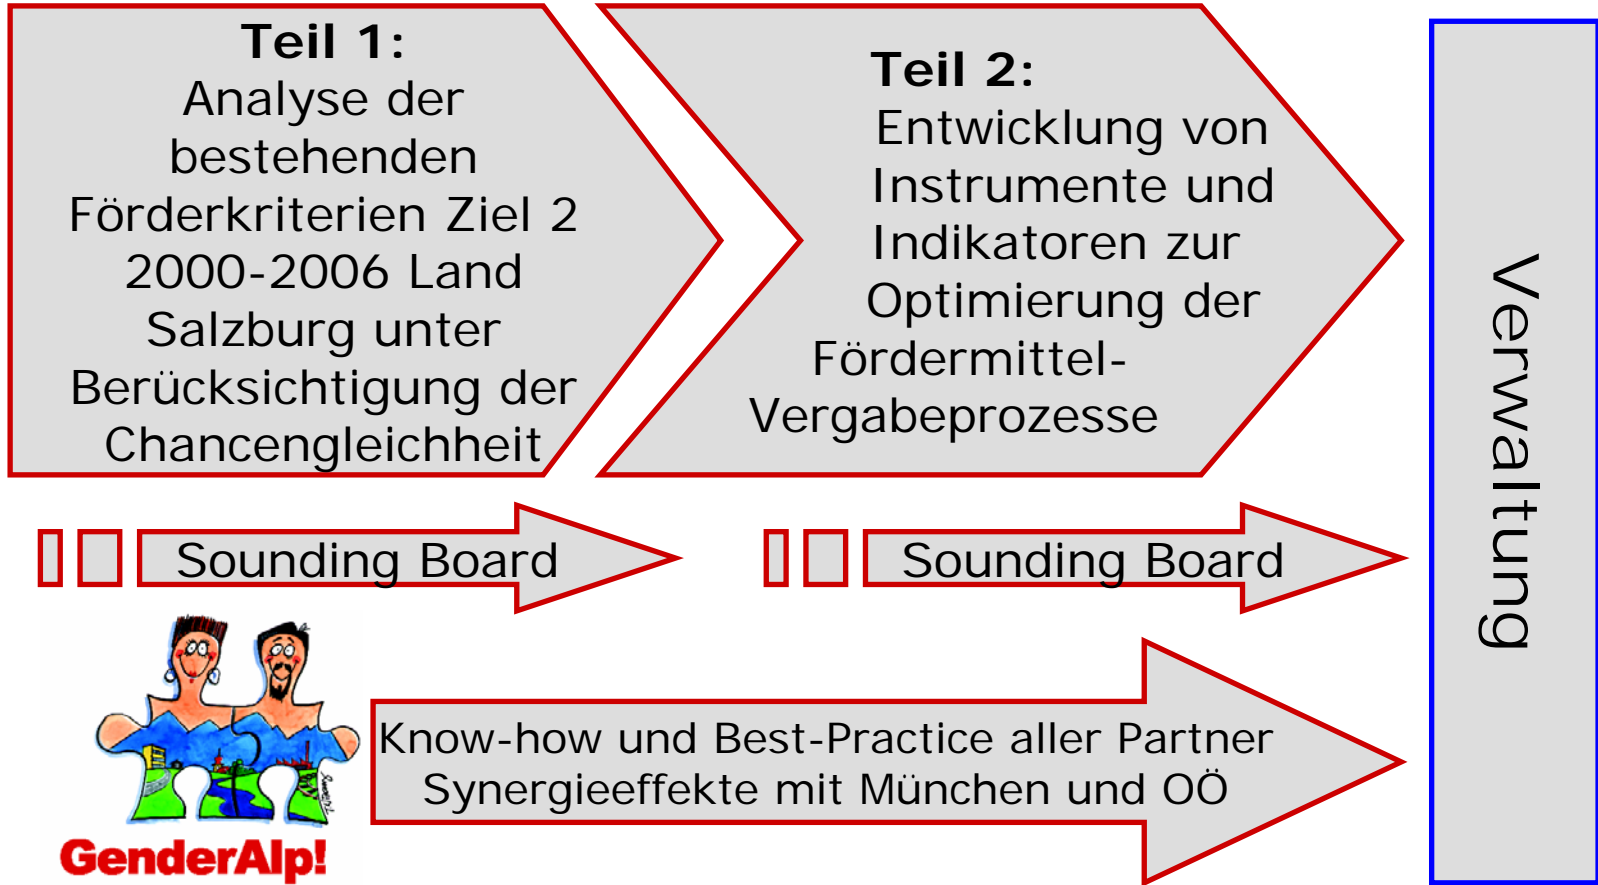 Teil 1:
Analyse der
bestehenden
Förderkriterien Ziel 2
2000-2006 Land
Salzburg unter
Berücksichtigung der
Chancengleichheit
Teil 2:
Entwicklung von
Instrumente und
Indikatoren zur
Optimierung der
Fördermittel-
Vergabeprozesse
Sounding Board
Sounding Board
Know-how und Best-Practice aller Partner
Synergieeffekte mit München und OÖ
GenderAlp!
Verwaltung